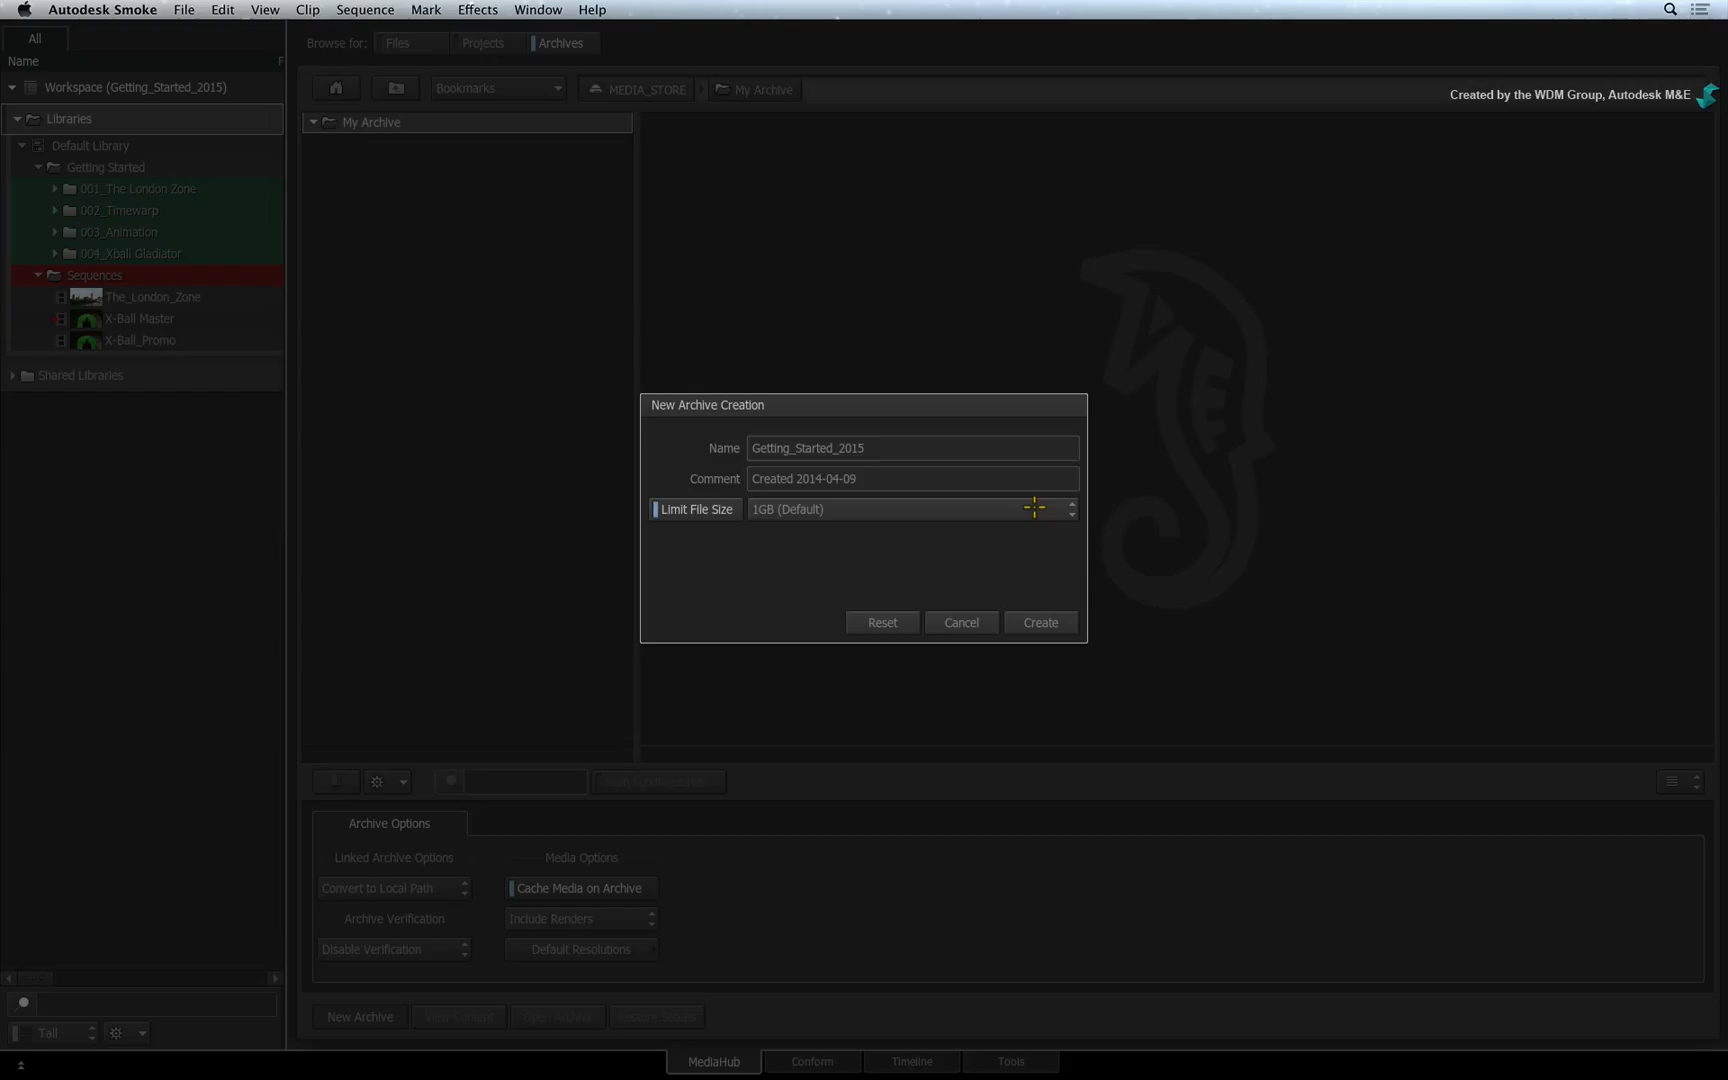 Autodesk Smoke File Edit View Clip Sequence Mark Effects Window Help
All
Name F
Workspace (Getting_Started_2015)
Libraries
Default Library
Getting Started
001_The London Zone
002_Timewarp
003_Animation
004_Xball Gladiator
Sequences
The_London_Zone
X-Ball Master
X-Ball_Promo
Shared Libraries
Tall
Browse for: Files Projects Archives
Bookmarks MEDIA_STORE My Archive
Created by the WDM Group, Autodesk M&E
My Archive
New Archive Creation
Name Getting_Started_2015
Comment Created 2014-04-09
Limit File Size 1GB (Default)
Reset Cancel Create
Archive Options
Linked Archive Options Media Options
Convert to Local Path Cache Media on Archive
Archive Verification Include Renders
Disable Verification Default Resolutions
New Archive
MediaHub Conform Timeline Tools